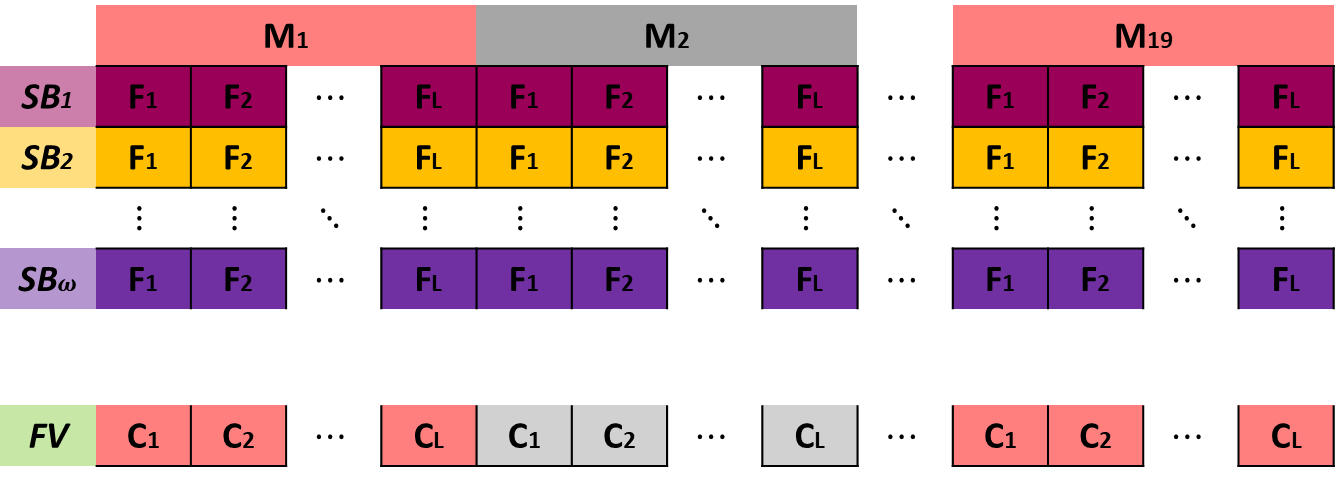 M1 M2 M19
SB1 F1 F2 ⋯ FL F1 F2 ⋯ FL ⋯ F1 F2 ⋯ FL
SB2 F1 F2 ⋯ FL F1 F2 ⋯ FL ⋯ F1 F2 ⋯ FL
⋮ ⋮ ⋱ ⋮ ⋮ ⋮ ⋱ ⋮ ⋱ ⋮ ⋮ ⋱ ⋮
SBω F1 F2 ⋯ FL F1 F2 ⋯ FL ⋯ F1 F2 ⋯ FL
FV C1 C2 ⋯ CL C1 C2 ⋯ CL ⋯ C1 C2 ⋯ CL